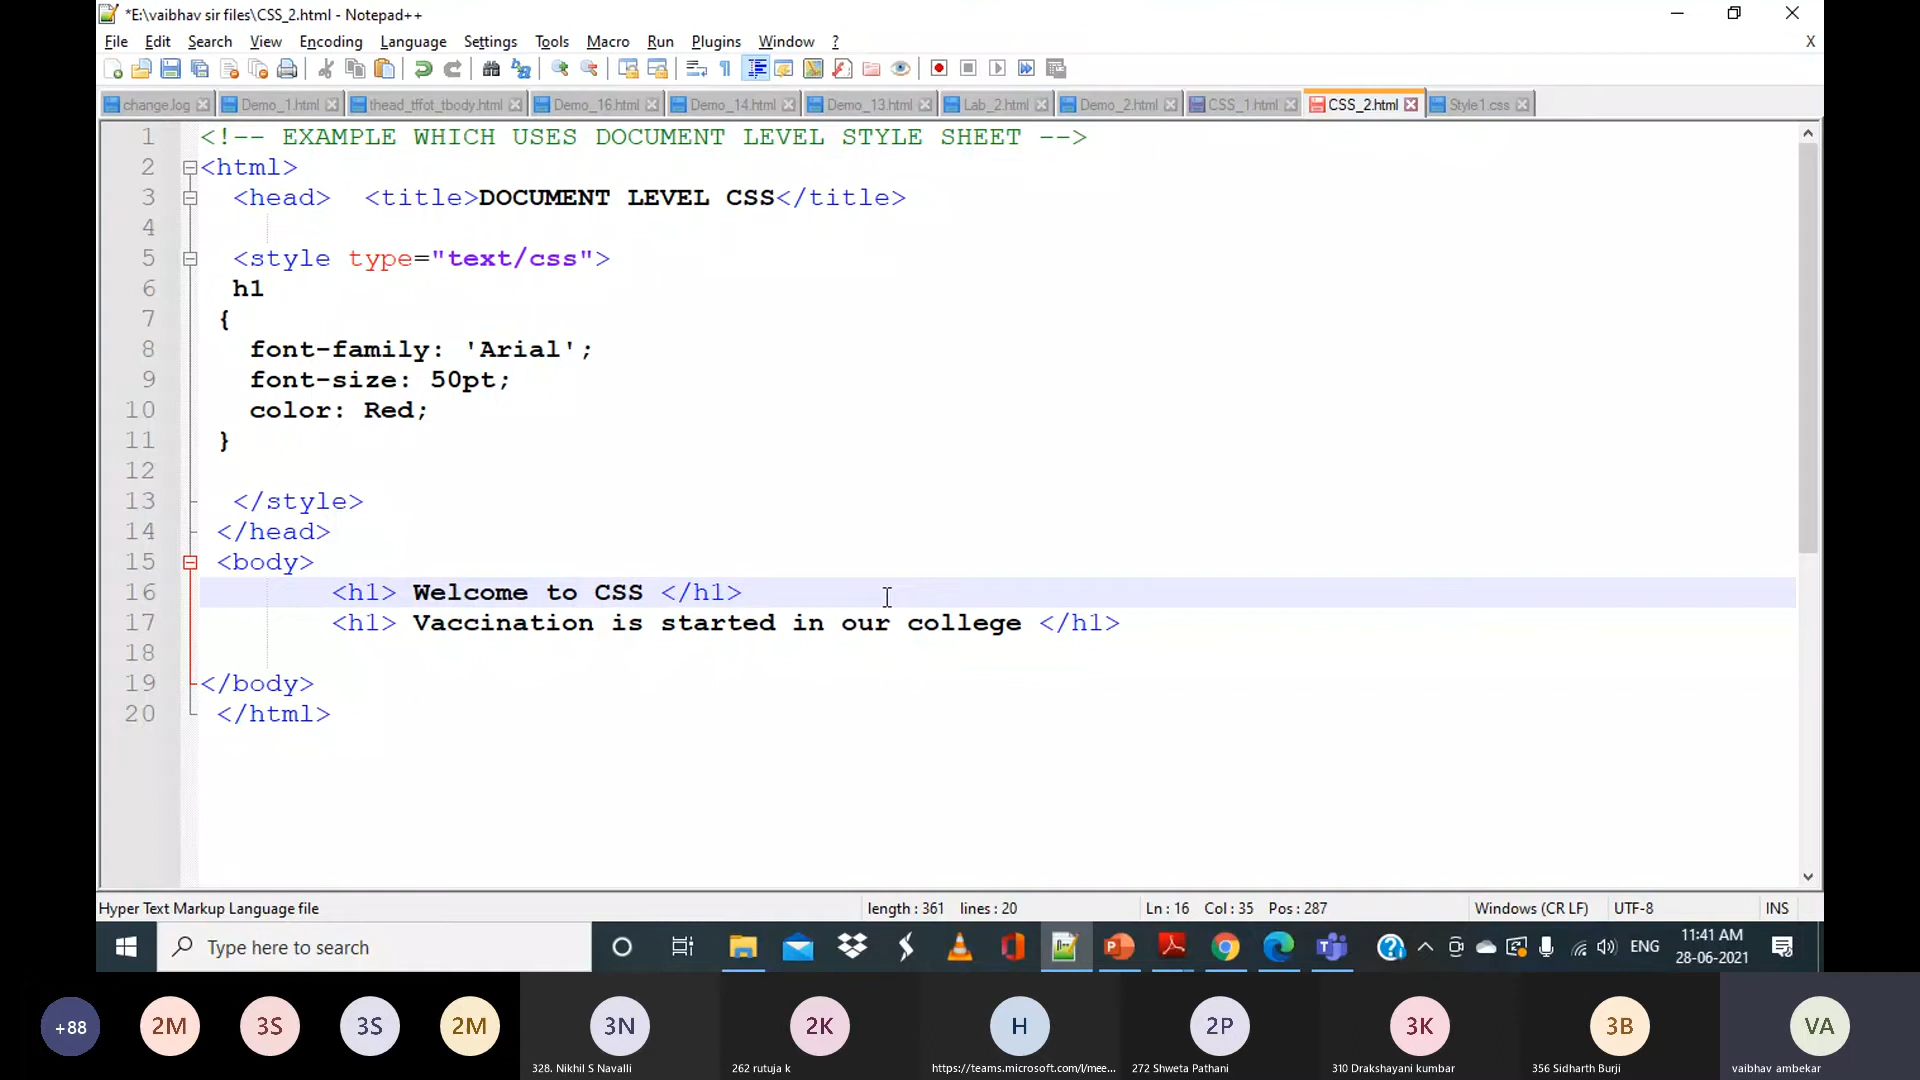 *E:\vaibhav sir files\CSS_2.html - Notepad++
File Edit Search View Encoding Language Settings Tools Macro Run Plugins Window ? X
change.log Demo_1.html thead_tffot_tbody.html Demo_16.html Demo_14.html Demo_13.html Lab_2.html Demo_2.html CSS_1.html CSS_2.html Style1.css
1 <!-- EXAMPLE WHICH USES DOCUMENT LEVEL STYLE SHEET -->
2 <html>
3 <head> <title>DOCUMENT LEVEL CSS</title>
4
5 <style type="text/css">
6 h1
7 {
8 font-family: 'Arial';
9 font-size: 50pt;
10 color: Red;
11 }
12
13 </style>
14 </head>
15 <body>
16 <h1> Welcome to CSS </h1>
17 <h1> Vaccination is started in our college </h1>
18
19 </body>
20 </html>
Hyper Text Markup Language file length : 361 lines : 20 Ln : 16 Col : 35 Pos : 287 Windows (CR LF) UTF-8 INS
Type here to search ENG 11:41 AM
28-06-2021
+88 2M 3S 3S 2M 3N 2K H 2P 3K 3B VA
328. Nikhil S Navalli 262 rutuja k https://teams.microsoft.com/l/mee... 272 Shweta Pathani 310 Drakshayani kumbar 356 Sidharth Burji vaibhav ambekar